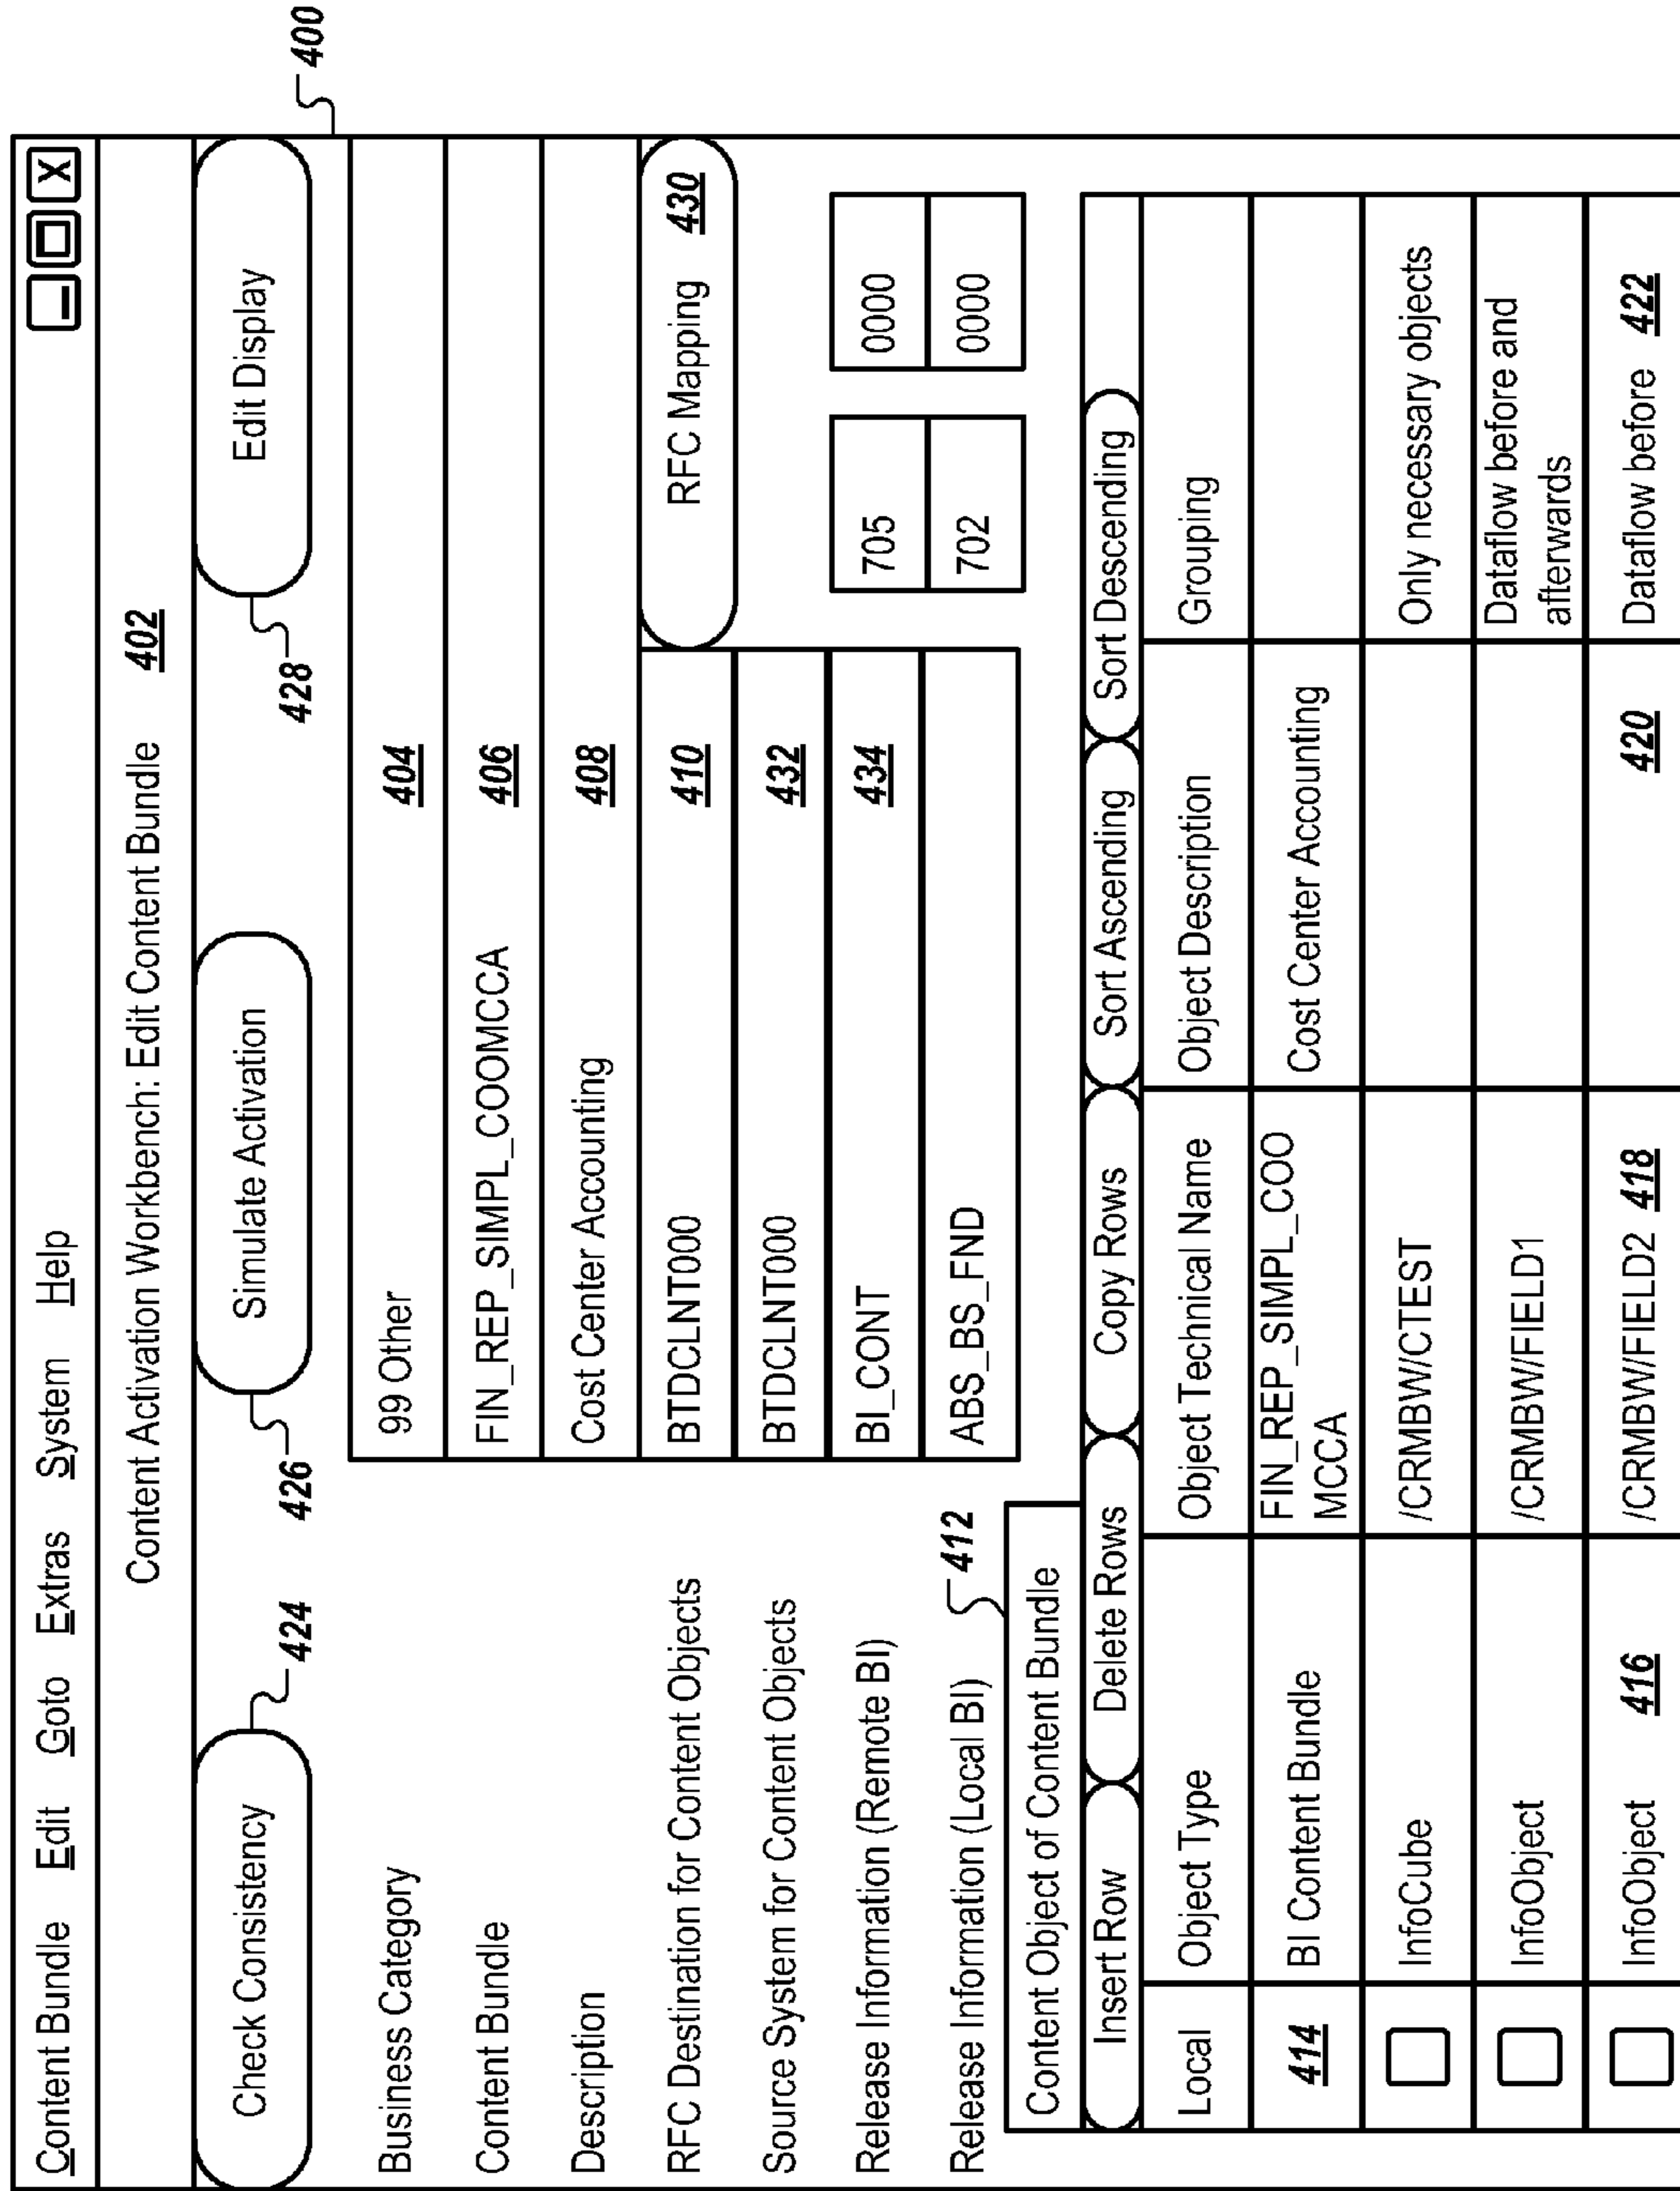 400
Content Bundle Edit Goto Extras System Help X
Content Activation Workbench: Edit Content Bundle 402
Check Consistency Simulate Activation Edit Display
424 426 428
Business Category 99 Other 404
Content Bundle FIN_REP_SIMPL_COOMCCA 406
Description Cost Center Accounting 408
RFC Destination for Content Objects BTDCLNT000 410 RFC Mapping 430
Source System for Content Objects BTDCLNT000 432
Release Information (Remote BI) BI_CONT 434 705 0000
Release Information (Local BI) ABS_BS_FND 702 0000
412
Content Object of Content Bundle
Insert Row Delete Rows Copy Rows Sort Ascending Sort Descending
Local Object Type Object Technical Name Object Description Grouping
414 BI Content Bundle FIN_REP_SIMPL_COO Cost Center Accounting
MCCA
InfoCube /CRMBW/CTEST Only necessary objects
InfoObject /CRMBW/FIELD1 Dataflow before and
afterwards
InfoObject 416 /CRMBW/FIELD2 418 420 Dataflow before 422